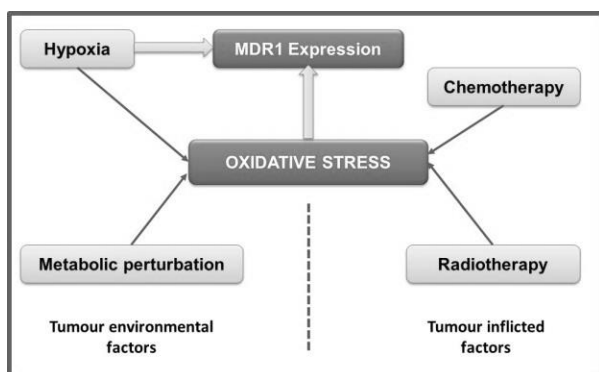 Hypoxia
MDR1 Expression
Chemotherapy
OXIDATIVE STRESS
Metabolic perturbation
Radiotherapy
Tumour environmental
factors
Tumour inflicted
factors